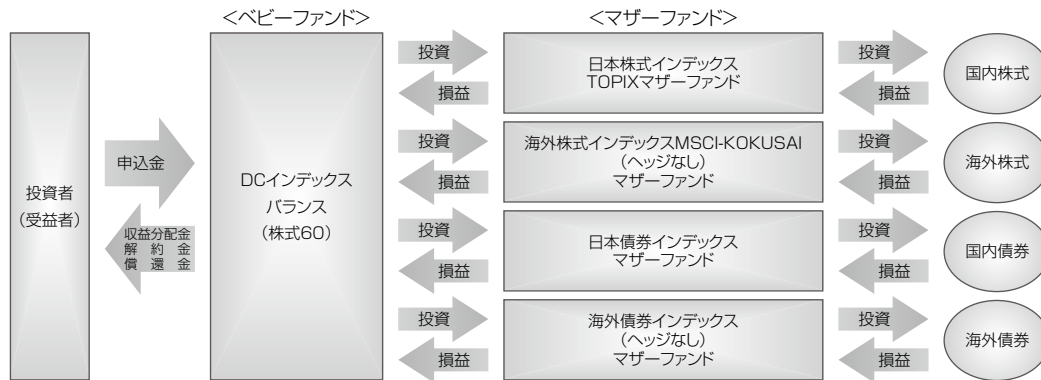 <ベビーファンド>
<マザーファンド>
投資者
(受益者)
申込金
収益分配金
解約金
償還金
DCインデックス
バランス
(株式60)
投資
損益
日本株式インデックス
TOPIXマザーファンド
投資
損益
国内株式
投資
損益
海外株式インデックスMSCI-KOKUSAI
(ヘッジなし)
マザーファンド
投資
損益
海外株式
投資
損益
日本債券インデックス
マザーファンド
投資
損益
国内債券
投資
損益
海外債券インデックス
(ヘッジなし)
マザーファンド
投資
損益
海外債券